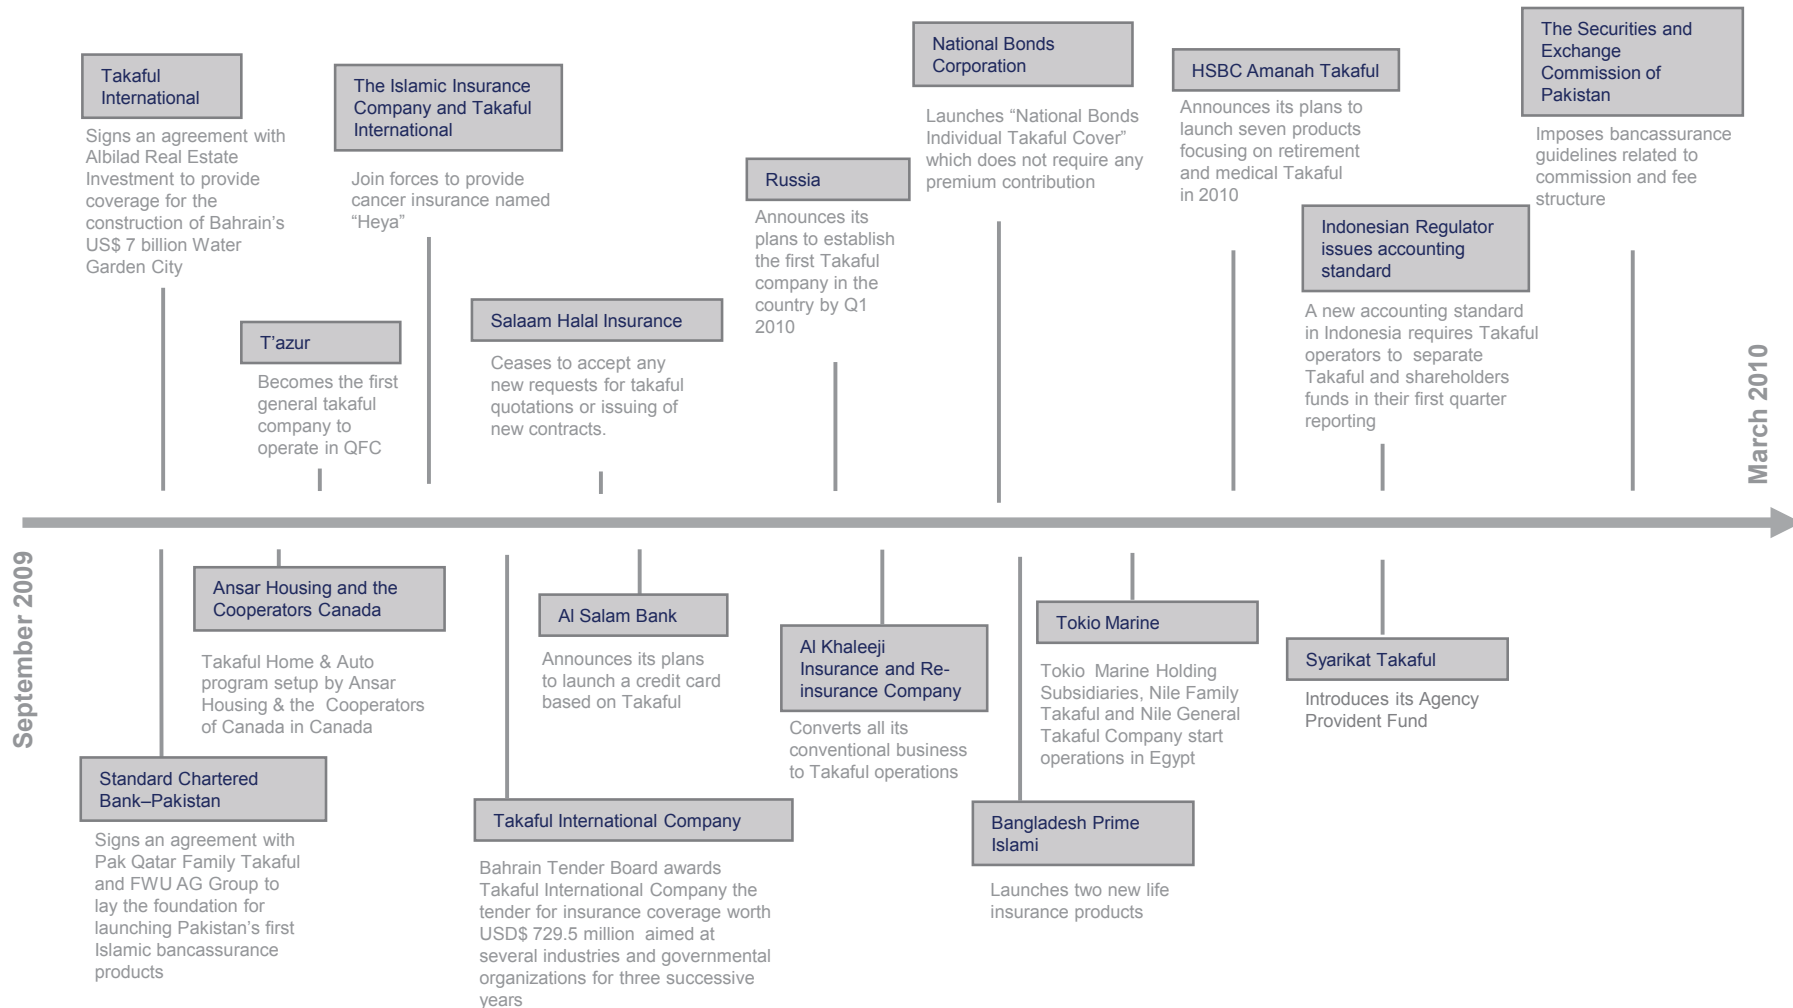 Takaful
International
Signs an agreement with
Albilad Real Estate
Investment to provide
coverage for the
construction of Bahrain's
US$ 7 billion Water
Garden City
T'azur
Becomes the first
general takaful
company to
operate in QFC
The Islamic Insurance
Company and Takaful
International
Join forces to provide
cancer insurance named
“Heya”
Salaam Halal Insurance
Ceases to accept any
new requests for takaful
quotations or issuing of
new contracts.
Russia
Announces its
plans to establish
the first Takaful
company in the
country by Q1
2010
National Bonds
Corporation
Launches “National Bonds
Individual Takaful Cover”
which does not require any
premium contribution
HSBC Amanah Takaful
Announces its plans to
launch seven products
focusing on retirement
and medical Takaful
in 2010
Indonesian Regulator
issues accounting
standard
A new accounting standard
in Indonesia requires Takaful
operators to separate
Takaful and shareholders
funds in their first quarter
reporting
The Securities and
Exchange
Commission of
Pakistan
Imposes bancassurance
guidelines related to
commission and fee
structure
March 2010
September 2009
Standard Chartered
Bank–Pakistan
Signs an agreement with
Pak Qatar Family Takaful
and FWU AG Group to
lay the foundation for
launching Pakistan's first
Islamic bancassurance
products
Ansar Housing and the
Cooperators Canada
Takaful Home & Auto
program setup by Ansar
Housing & the Cooperators
of Canada in Canada
Takaful International Company
Bahrain Tender Board awards
Takaful International Company the
tender for insurance coverage worth
USD$ 729.5 million aimed at
several industries and governmental
organizations for three successive
years
Al Salam Bank
Announces its plans
to launch a credit card
based on Takaful
Al Khaleeji
Insurance and Re-
insurance Company
Converts all its
conventional business
to Takaful operations
Bangladesh Prime
Islami
Launches two new life
insurance products
Tokio Marine
Tokio Marine Holding
Subsidiaries, Nile Family
Takaful and Nile General
Takaful Company start
operations in Egypt
Syarikat Takaful
Introduces its Agency
Provident Fund